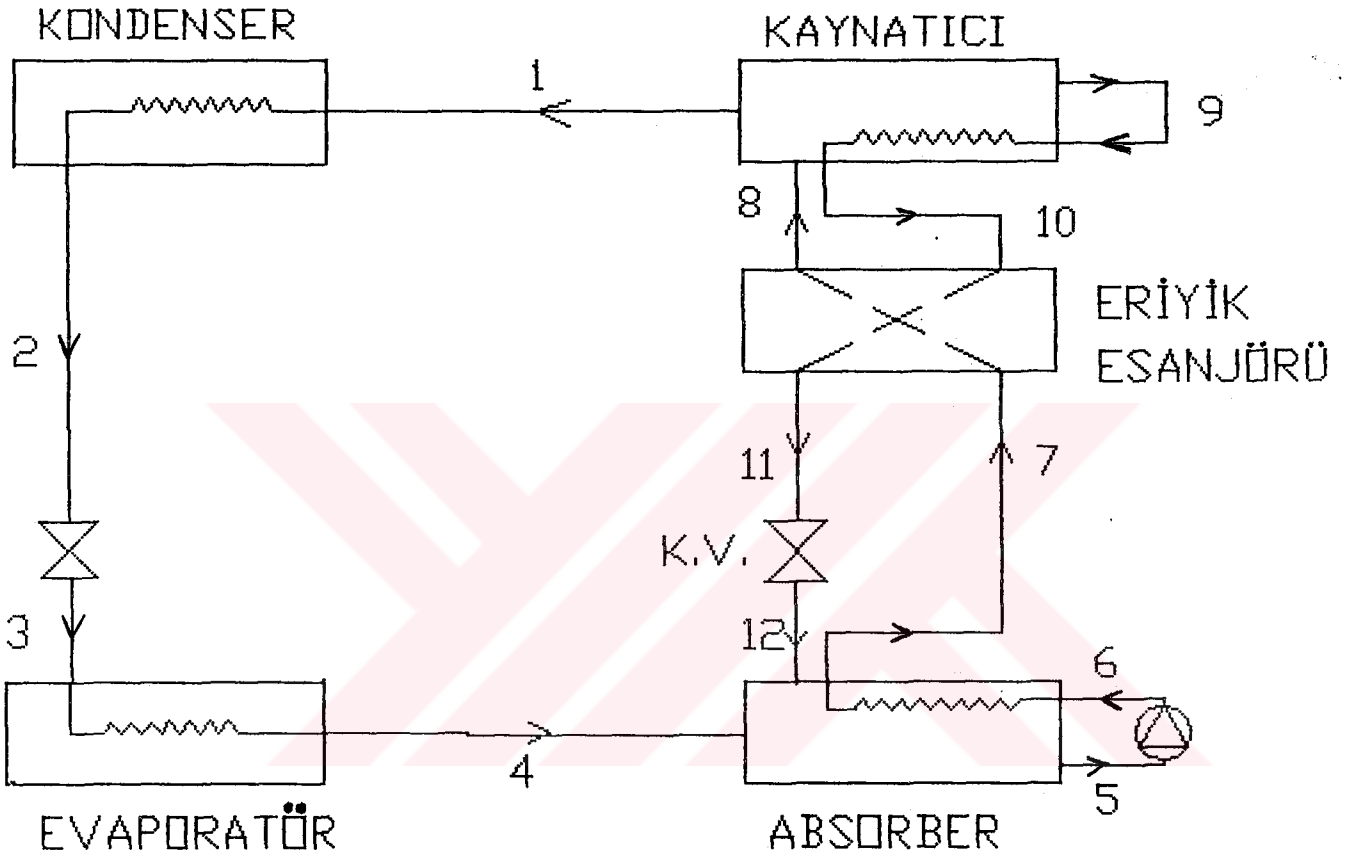 KONDENSER
KAYNATICI
1
9
8
10
ERİYİK
ESANJÖRÜ
2
11
7
K.V.
3
12
6
4
5
EVAPORATÖR
ABSORBER